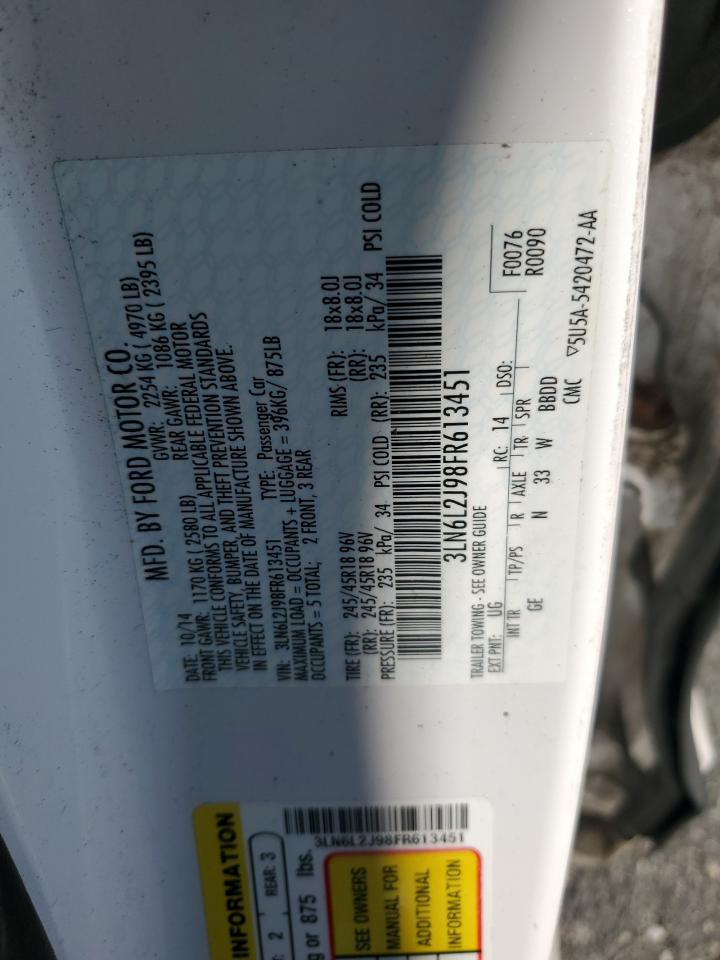 MFD. BY FORD MOTOR CO.
DATE: 10/14 GVWR: 2254 KG ( 4970 LB)
FRONT GAWR: 1170 KG ( 2580 LB) REAR GAWR: 1086 KG ( 2395 LB)
THIS VEHICLE CONFORMS TO ALL APPLICABLE FEDERAL MOTOR
VEHICLE SAFETY, BUMPER, AND THEFT PREVENTION STANDARDS
IN EFFECT ON THE DATE OF MANUFACTURE SHOWN ABOVE.
VIN: 3LN6L2J98FR613451 TYPE: Passenger Car
MAXIMUM LOAD = OCCUPANTS + LUGGAGE = 396KG/ 875LB
OCCUPANTS = 5 TOTAL; 2 FRONT, 3 REAR
TIRE (FR): 245/45R18 96V RIMS (FR): 18x8.0J
(RR): 245/45R18 96V (RR): 18x8.0J
PRESSURE (FR): 235 kPa/ 34 PSI COLD (RR): 235 kPa/ 34 PSI COLD
3LN6L2J98FR613451
TRAILER TOWING - SEE OWNER GUIDE F0076
EXT PNT: UG RC: 14 DSO: R0090
INT TR TP/PS R AXLE TR SPR
GE N 33 W BBDD
CMC ▽5U5A-5420472-AA
3LN6L2J98FR613451
INFORMATION
2 REAR: 3
or 875 lbs.
SEE OWNERS
MANUAL FOR
ADDITIONAL
INFORMATION